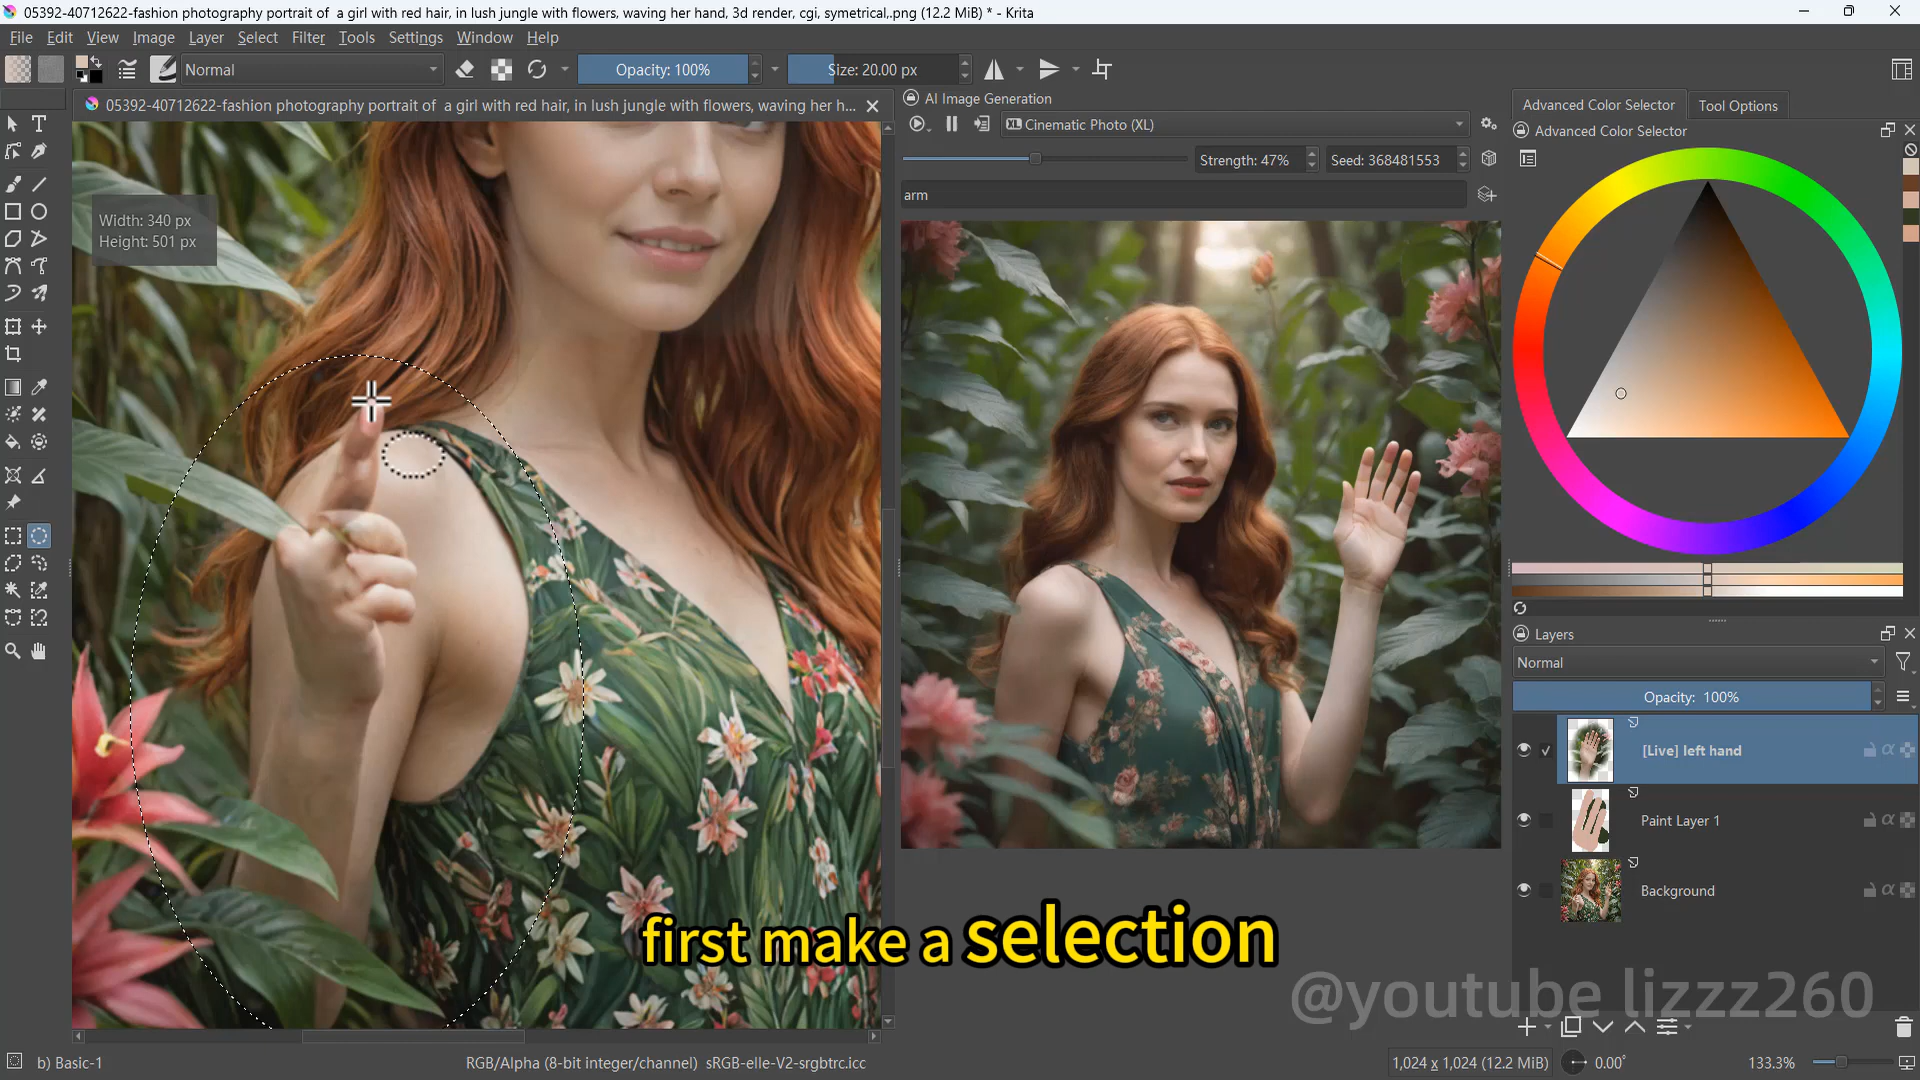 05392-40712622-fashion photography portrait of  a girl with red hair, in lush jungle with flowers, waving her hand, 3d render, cgi, symetrical,.png (12.2 MiB) * - Krita
File Edit View Image Layer Select Filter Tools Settings Window Help
Normal Opacity: 100% Size: 20.00 px
05392-40712622-fashion photography portrait of  a girl with red hair, in lush jungle with flowers, waving her h...
AI Image Generation
XL Cinematic Photo (XL)
Strength: 47% Seed: 368481553
arm
Width: 340 px
Height: 501 px
Advanced Color Selector Tool Options
Advanced Color Selector
Layers
Normal
Opacity:  100%
[Live] left hand
Paint Layer 1
Background
first make a selection
@youtube lizzz260
b) Basic-1
RGB/Alpha (8-bit integer/channel)  sRGB-elle-V2-srgbtrc.icc
1,024 x 1,024 (12.2 MiB)
0.00°
133.3%